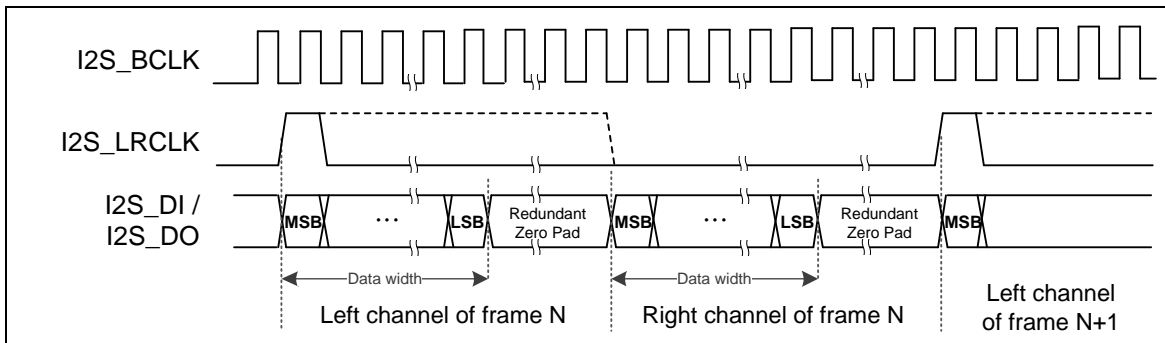 I2S_BCLK
I2S_LRCLK
I2S_DI /
I2S_DO
MSB
...
LSB
Redundant
Zero Pad
MSB
...
LSB
Redundant
Zero Pad
MSB
Data width
Data width
Left channel of frame N
Right channel of frame N
Left channel
of frame N+1